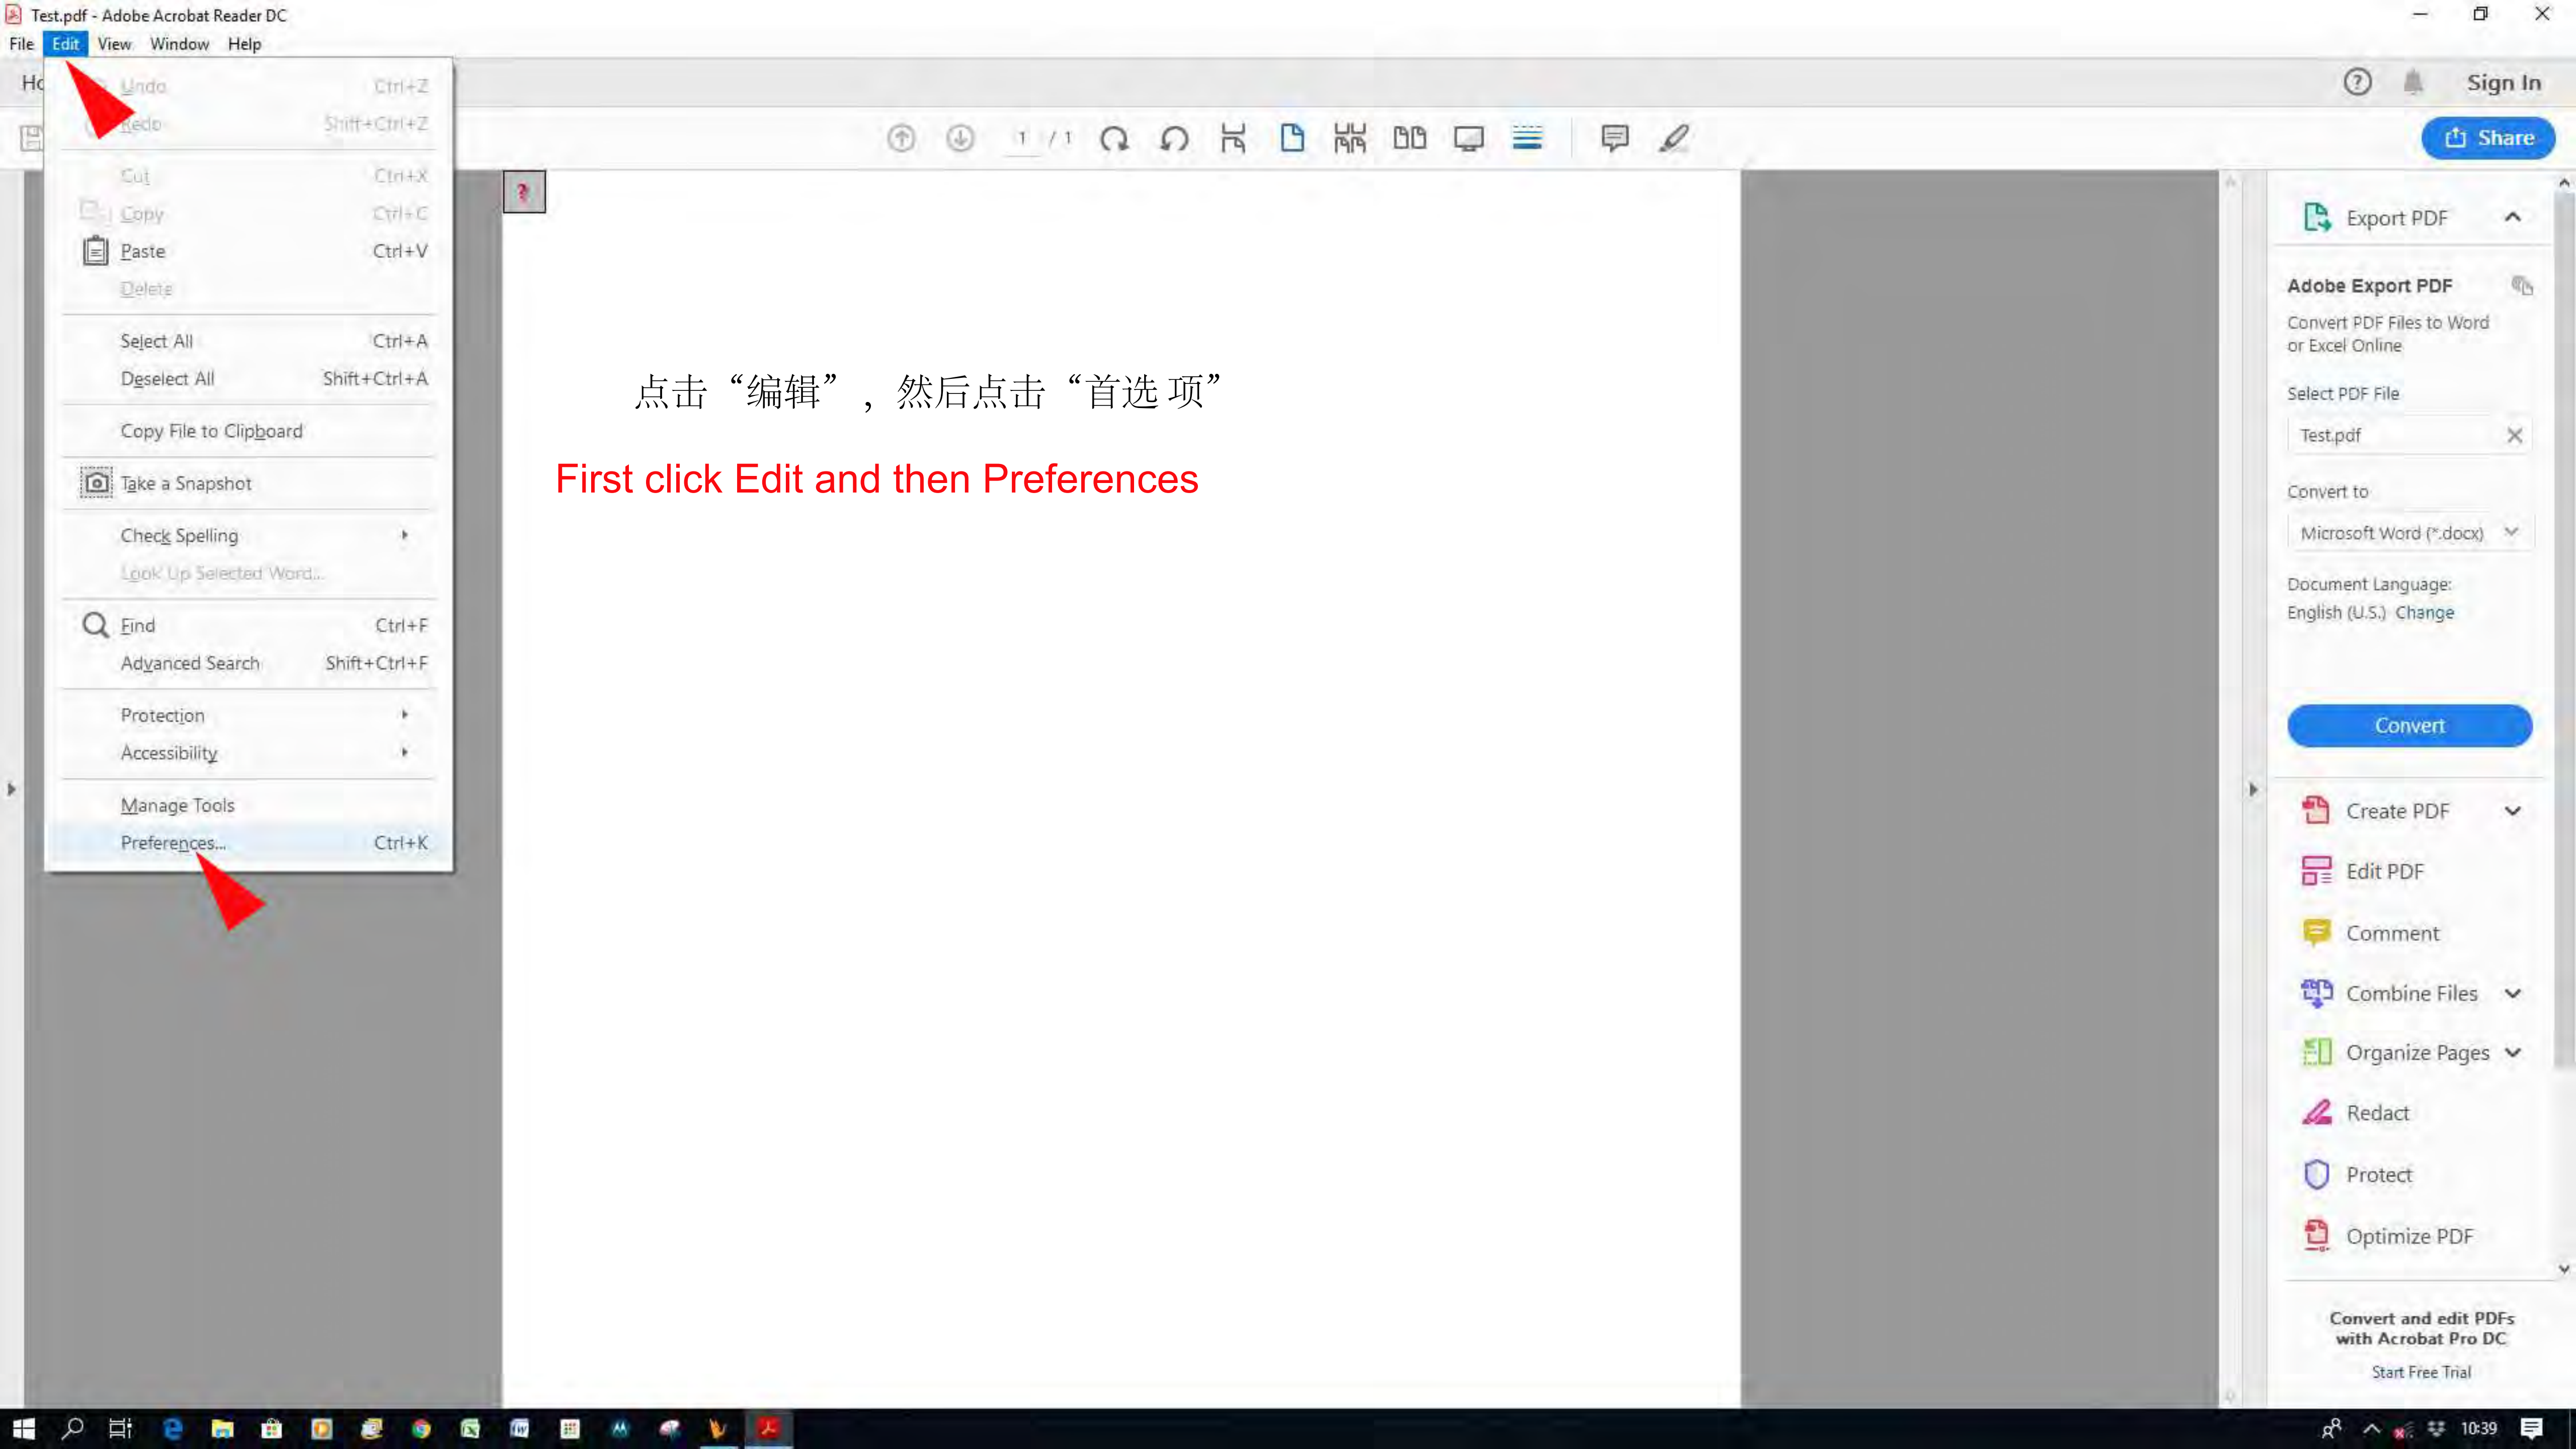 Test.pdf - Adobe Acrobat Reader DC
File Edit View Window Help
Sign In
Undo Ctrl+Z
Redo Shift+Ctrl+Z
1 / 1
Share
Cut Ctrl+X
Copy Ctrl+C
Paste Ctrl+V
Delete
Select All Ctrl+A
Deselect All Shift+Ctrl+A
Copy File to Clipboard
Take a Snapshot
Check Spelling
Look Up Selected Word...
Find Ctrl+F
Advanced Search Shift+Ctrl+F
Protection
Accessibility
Manage Tools
Preferences... Ctrl+K
点击“编辑”，然后点击“首选 项”
First click Edit and then Preferences
Export PDF
Adobe Export PDF
Convert PDF Files to Word
or Excel Online
Select PDF File
Test.pdf
Convert to
Microsoft Word (*.docx)
Document Language:
English (U.S.) Change
Convert
Create PDF
Edit PDF
Comment
Combine Files
Organize Pages
Redact
Protect
Optimize PDF
Convert and edit PDFs
with Acrobat Pro DC
Start Free Trial
10:39